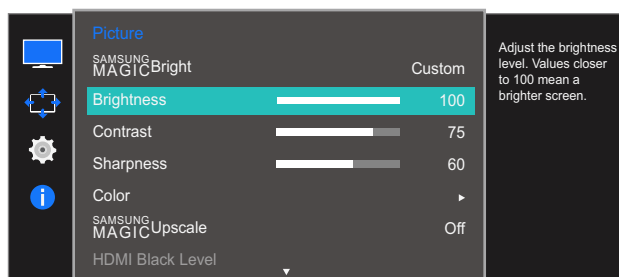 Picture
SAMSUNG
MAGICBright Custom
Brightness 100
Contrast 75
Sharpness 60
Color
SAMSUNG
MAGICUpscale Off
HDMI Black Level
Adjust the brightness
level. Values closer
to 100 mean a
brighter screen.